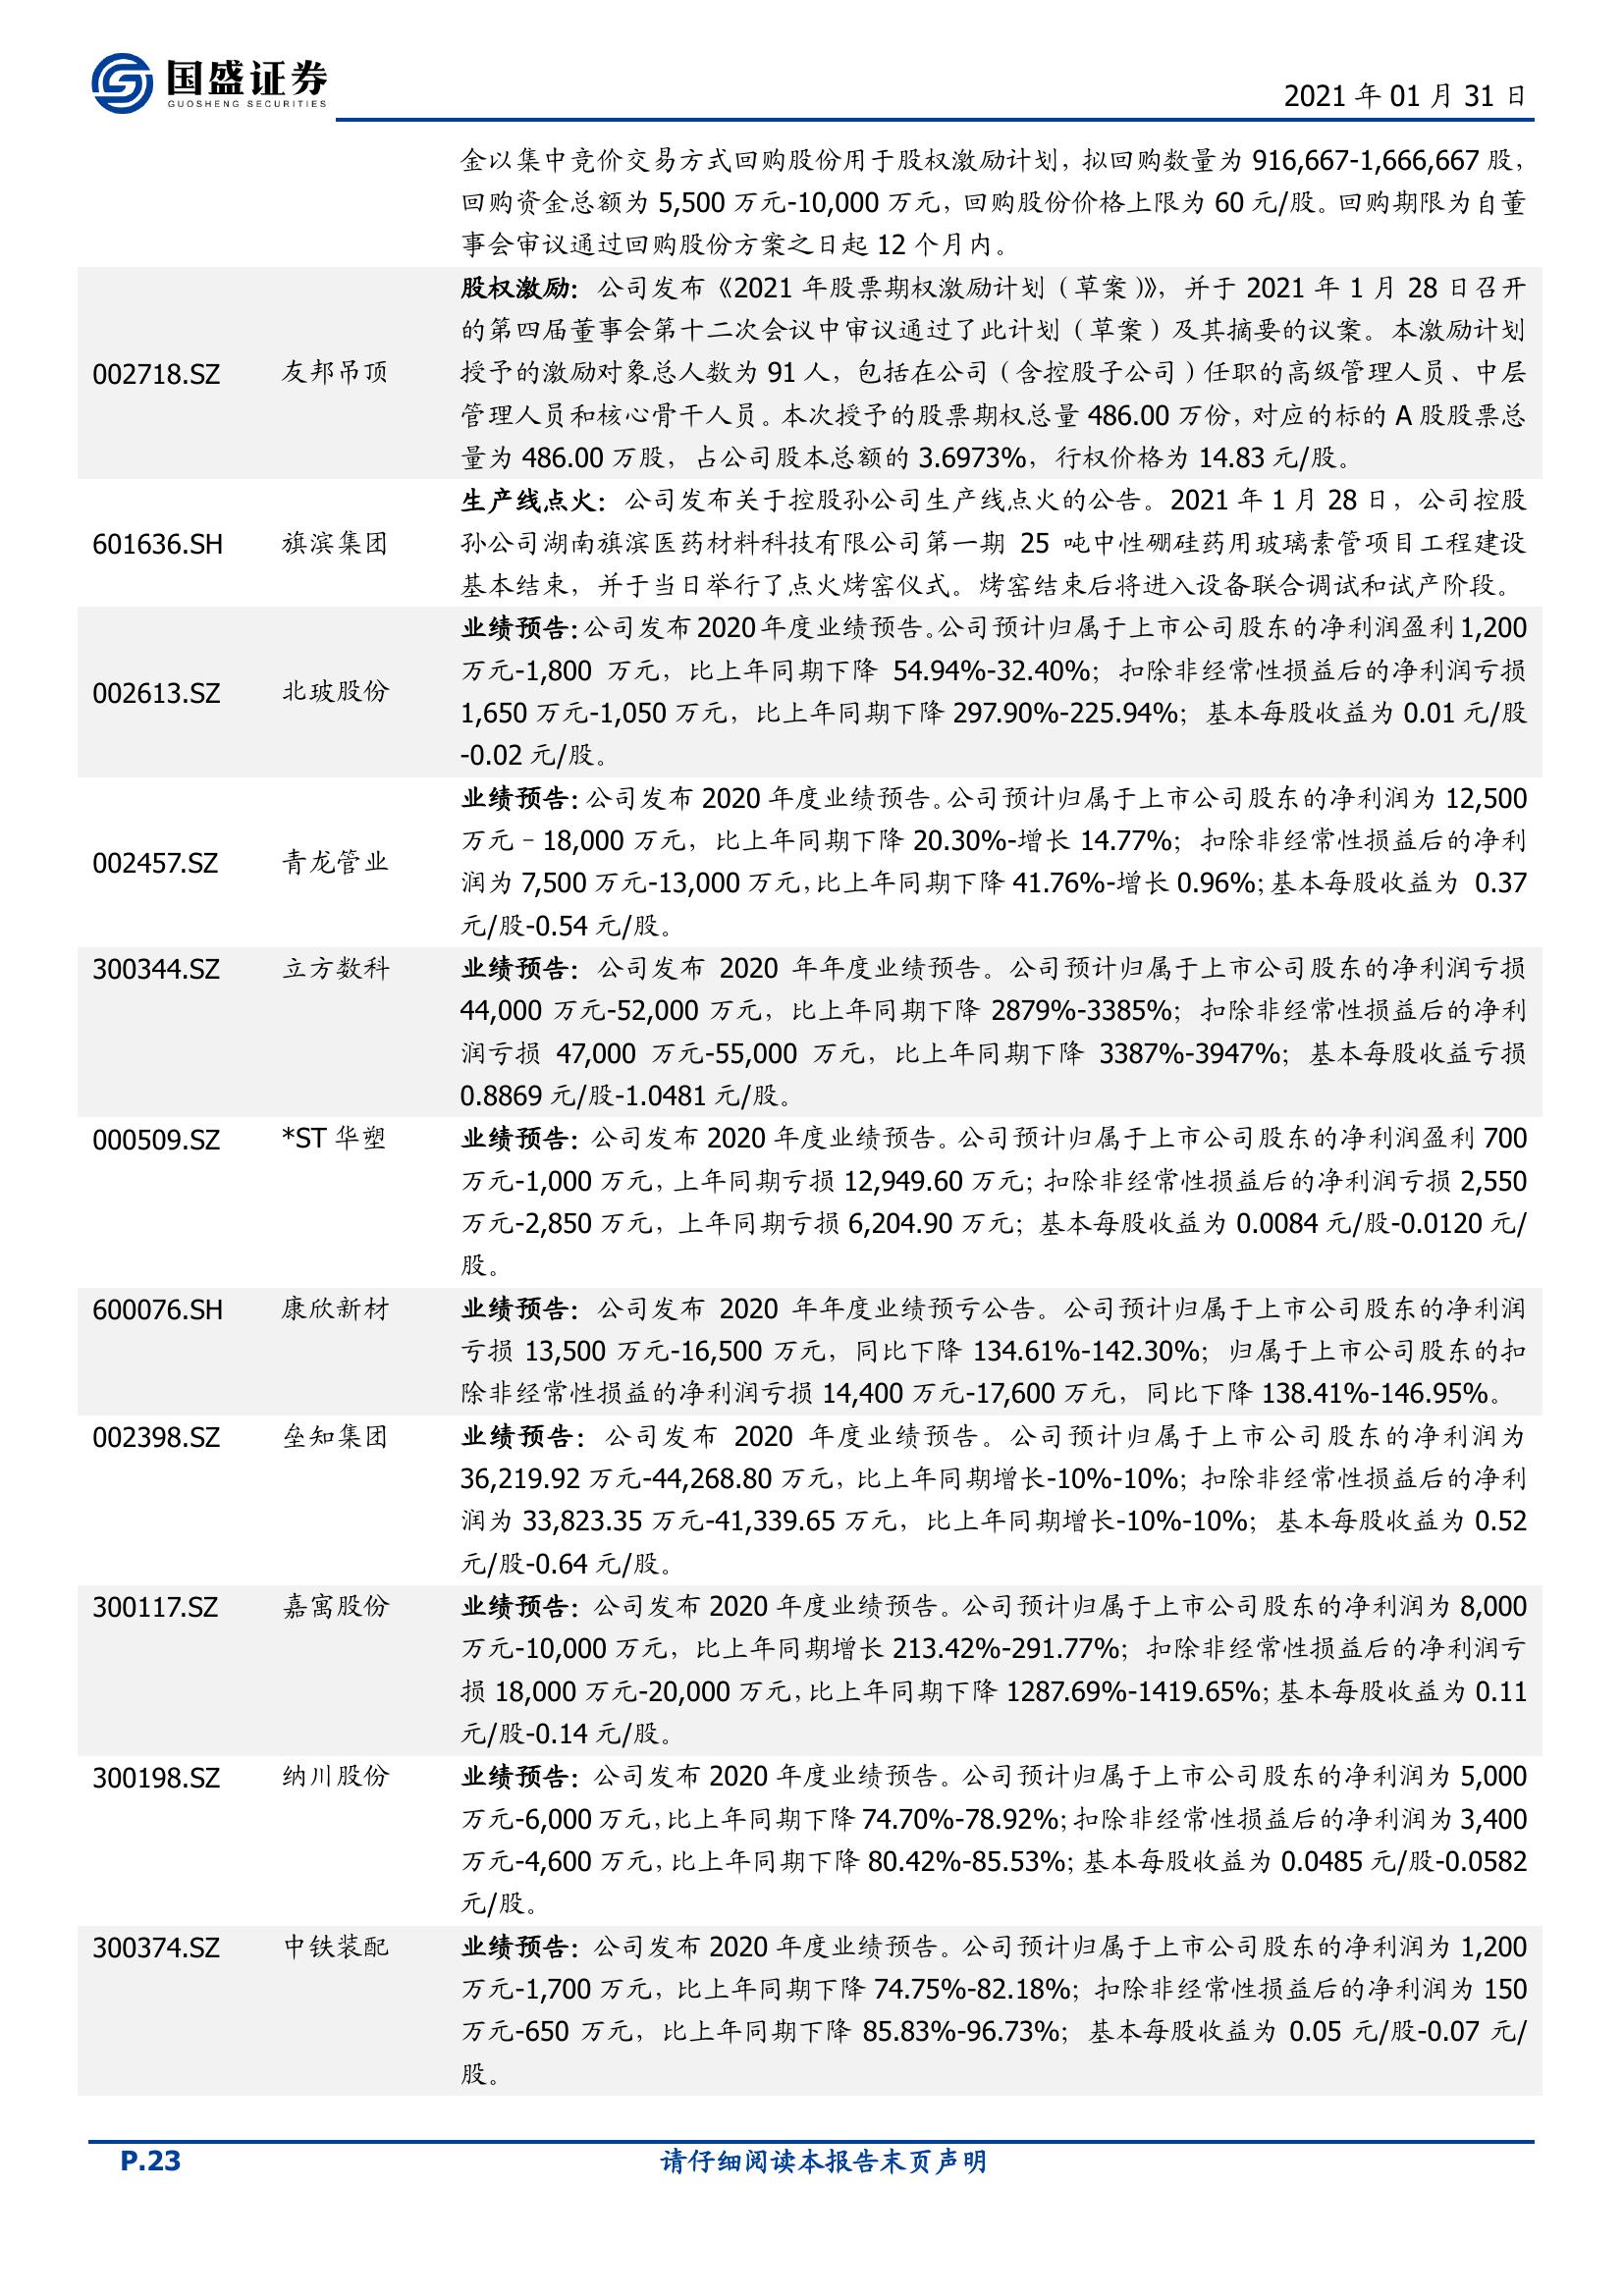 国盛证券
GUOSHENG SECURITIES
2021 年 01 月 31 日
金以集中竞价交易方式回购股份用于股权激励计划，拟回购数量为 916,667-1,666,667 股，
回购资金总额为 5,500 万元-10,000 万元，回购股份价格上限为 60 元/股。回购期限为自董
事会审议通过回购股份方案之日起 12 个月内。
002718.SZ 友邦吊顶
股权激励：公司发布《2021 年股票期权激励计划（草案）》，并于 2021 年 1 月 28 日召开
的第四届董事会第十二次会议中审议通过了此计划（草案）及其摘要的议案。本激励计划
授予的激励对象总人数为 91 人，包括在公司（含控股子公司）任职的高级管理人员、中层
管理人员和核心骨干人员。本次授予的股票期权总量 486.00 万份，对应的标的 A 股股票总
量为 486.00 万股，占公司股本总额的 3.6973%，行权价格为 14.83 元/股。
601636.SH 旗滨集团
生产线点火：公司发布关于控股孙公司生产线点火的公告。2021 年 1 月 28 日，公司控股
孙公司湖南旗滨医药材料科技有限公司第一期 25 吨中性硼硅药用玻璃素管项目工程建设
基本结束，并于当日举行了点火烤窑仪式。烤窑结束后将进入设备联合调试和试产阶段。
002613.SZ 北玻股份
业绩预告：公司发布 2020 年度业绩预告。公司预计归属于上市公司股东的净利润盈利 1,200
万元-1,800 万元，比上年同期下降 54.94%-32.40%；扣除非经常性损益后的净利润亏损
1,650 万元-1,050 万元，比上年同期下降 297.90%-225.94%；基本每股收益为 0.01 元/股
-0.02 元/股。
002457.SZ 青龙管业
业绩预告：公司发布 2020 年度业绩预告。公司预计归属于上市公司股东的净利润为 12,500
万元–18,000 万元，比上年同期下降 20.30%-增长 14.77%；扣除非经常性损益后的净利
润为 7,500 万元-13,000 万元，比上年同期下降 41.76%-增长 0.96%；基本每股收益为 0.37
元/股-0.54 元/股。
300344.SZ 立方数科
业绩预告：公司发布 2020 年年度业绩预告。公司预计归属于上市公司股东的净利润亏损
44,000 万元-52,000 万元，比上年同期下降 2879%-3385%；扣除非经常性损益后的净利
润亏损 47,000 万元-55,000 万元，比上年同期下降 3387%-3947%；基本每股收益亏损
0.8869 元/股-1.0481 元/股。
000509.SZ *ST 华塑
业绩预告：公司发布 2020 年度业绩预告。公司预计归属于上市公司股东的净利润盈利 700
万元-1,000 万元，上年同期亏损 12,949.60 万元；扣除非经常性损益后的净利润亏损 2,550
万元-2,850 万元，上年同期亏损 6,204.90 万元；基本每股收益为 0.0084 元/股-0.0120 元/
股。
600076.SH 康欣新材
业绩预告：公司发布 2020 年年度业绩预亏公告。公司预计归属于上市公司股东的净利润
亏损 13,500 万元-16,500 万元，同比下降 134.61%-142.30%；归属于上市公司股东的扣
除非经常性损益的净利润亏损 14,400 万元-17,600 万元，同比下降 138.41%-146.95%。
002398.SZ 垒知集团
业绩预告：公司发布 2020 年度业绩预告。公司预计归属于上市公司股东的净利润为
36,219.92 万元-44,268.80 万元，比上年同期增长-10%-10%；扣除非经常性损益后的净利
润为 33,823.35 万元-41,339.65 万元，比上年同期增长-10%-10%；基本每股收益为 0.52
元/股-0.64 元/股。
300117.SZ 嘉寓股份
业绩预告：公司发布 2020 年度业绩预告。公司预计归属于上市公司股东的净利润为 8,000
万元-10,000 万元，比上年同期增长 213.42%-291.77%；扣除非经常性损益后的净利润亏
损 18,000 万元-20,000 万元，比上年同期下降 1287.69%-1419.65%；基本每股收益为 0.11
元/股-0.14 元/股。
300198.SZ 纳川股份
业绩预告：公司发布 2020 年度业绩预告。公司预计归属于上市公司股东的净利润为 5,000
万元-6,000 万元，比上年同期下降 74.70%-78.92%；扣除非经常性损益后的净利润为 3,400
万元-4,600 万元，比上年同期下降 80.42%-85.53%；基本每股收益为 0.0485 元/股-0.0582
元/股。
300374.SZ 中铁装配
业绩预告：公司发布 2020 年度业绩预告。公司预计归属于上市公司股东的净利润为 1,200
万元-1,700 万元，比上年同期下降 74.75%-82.18%；扣除非经常性损益后的净利润为 150
万元-650 万元，比上年同期下降 85.83%-96.73%；基本每股收益为 0.05 元/股-0.07 元/
股。
P.23 请仔细阅读本报告末页声明